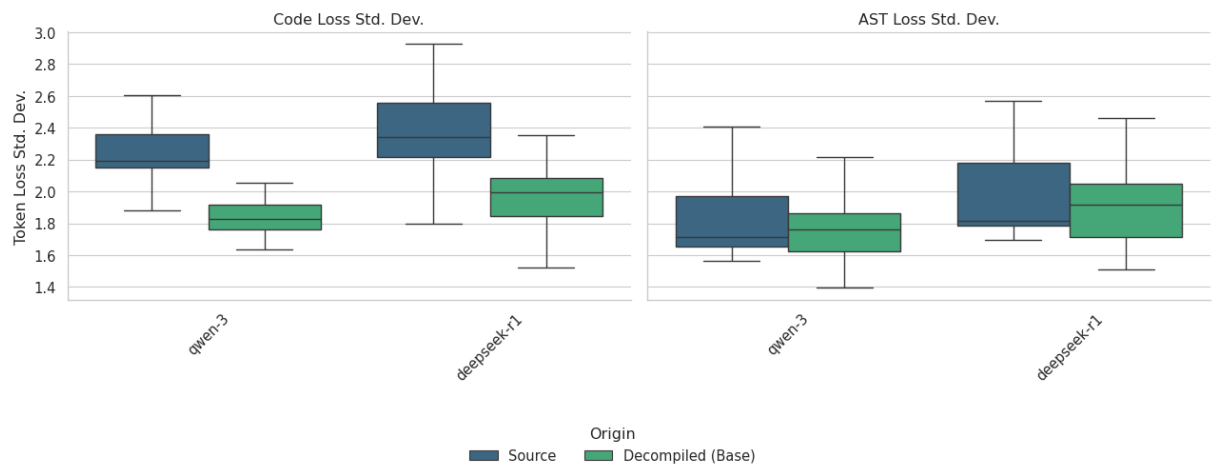 Code Loss Std. Dev.
AST Loss Std. Dev.
Token Loss Std. Dev.
3.0
2.8
2.6
2.4
2.2
2.0
1.8
1.6
1.4
qwen-3
deepseek-r1
qwen-3
deepseek-r1
Origin
Source
Decompiled (Base)